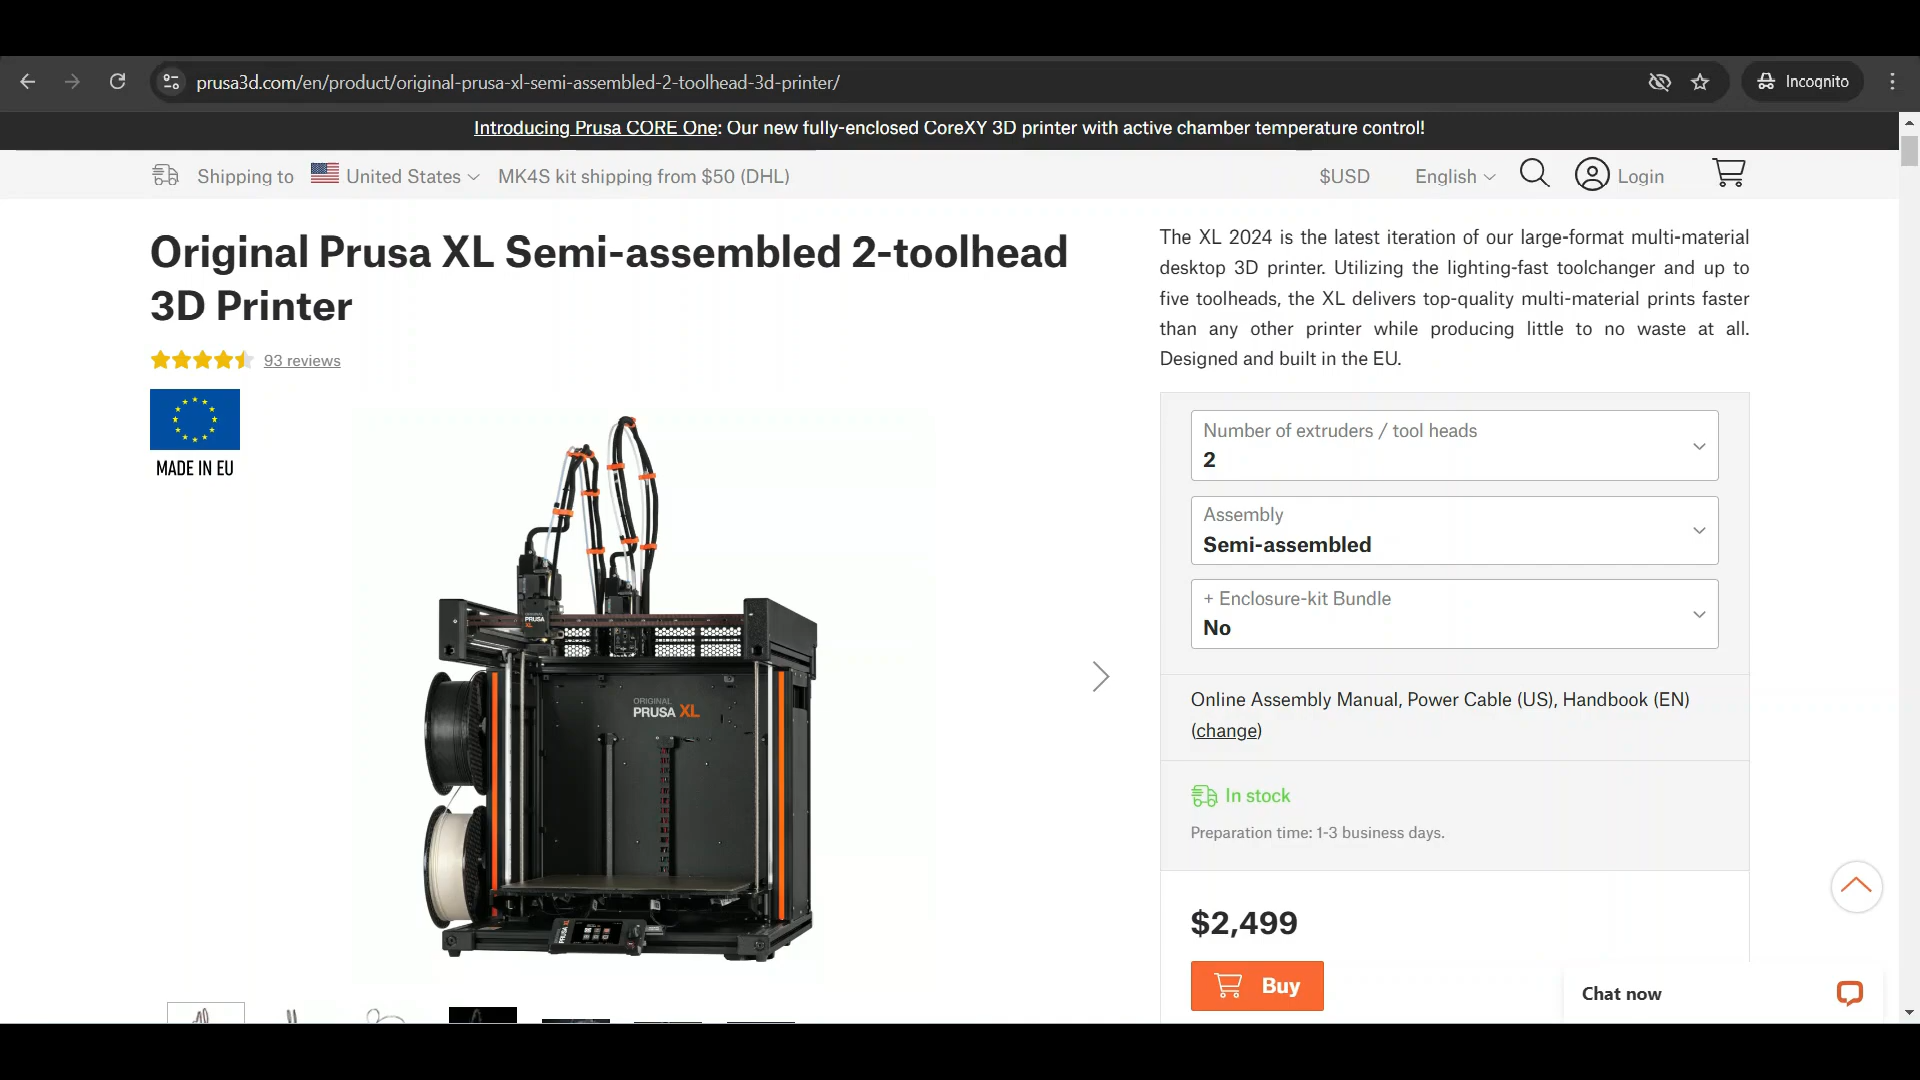 prusa3d.com/en/product/original-prusa-xl-semi-assembled-2-toolhead-3d-printer/
Incognito
Introducing Prusa CORE One: Our new fully-enclosed CoreXY 3D printer with active chamber temperature control!
Shipping to United States MK4S kit shipping from $50 (DHL)
$USD English Login
Original Prusa XL Semi-assembled 2-toolhead
3D Printer
93 reviews
MADE IN EU
ORIGINAL
PRUSA XL
ORIGINAL
PRUSA XL
PRUSA XL
The XL 2024 is the latest iteration of our large-format multi-material
desktop 3D printer. Utilizing the lighting-fast toolchanger and up to
five toolheads, the XL delivers top-quality multi-material prints faster
than any other printer while producing little to no waste at all.
Designed and built in the EU.
Number of extruders / tool heads
2
Assembly
Semi-assembled
+ Enclosure-kit Bundle
No
Online Assembly Manual, Power Cable (US), Handbook (EN)
(change)
In stock
Preparation time: 1-3 business days.
$2,499
Buy
Chat now